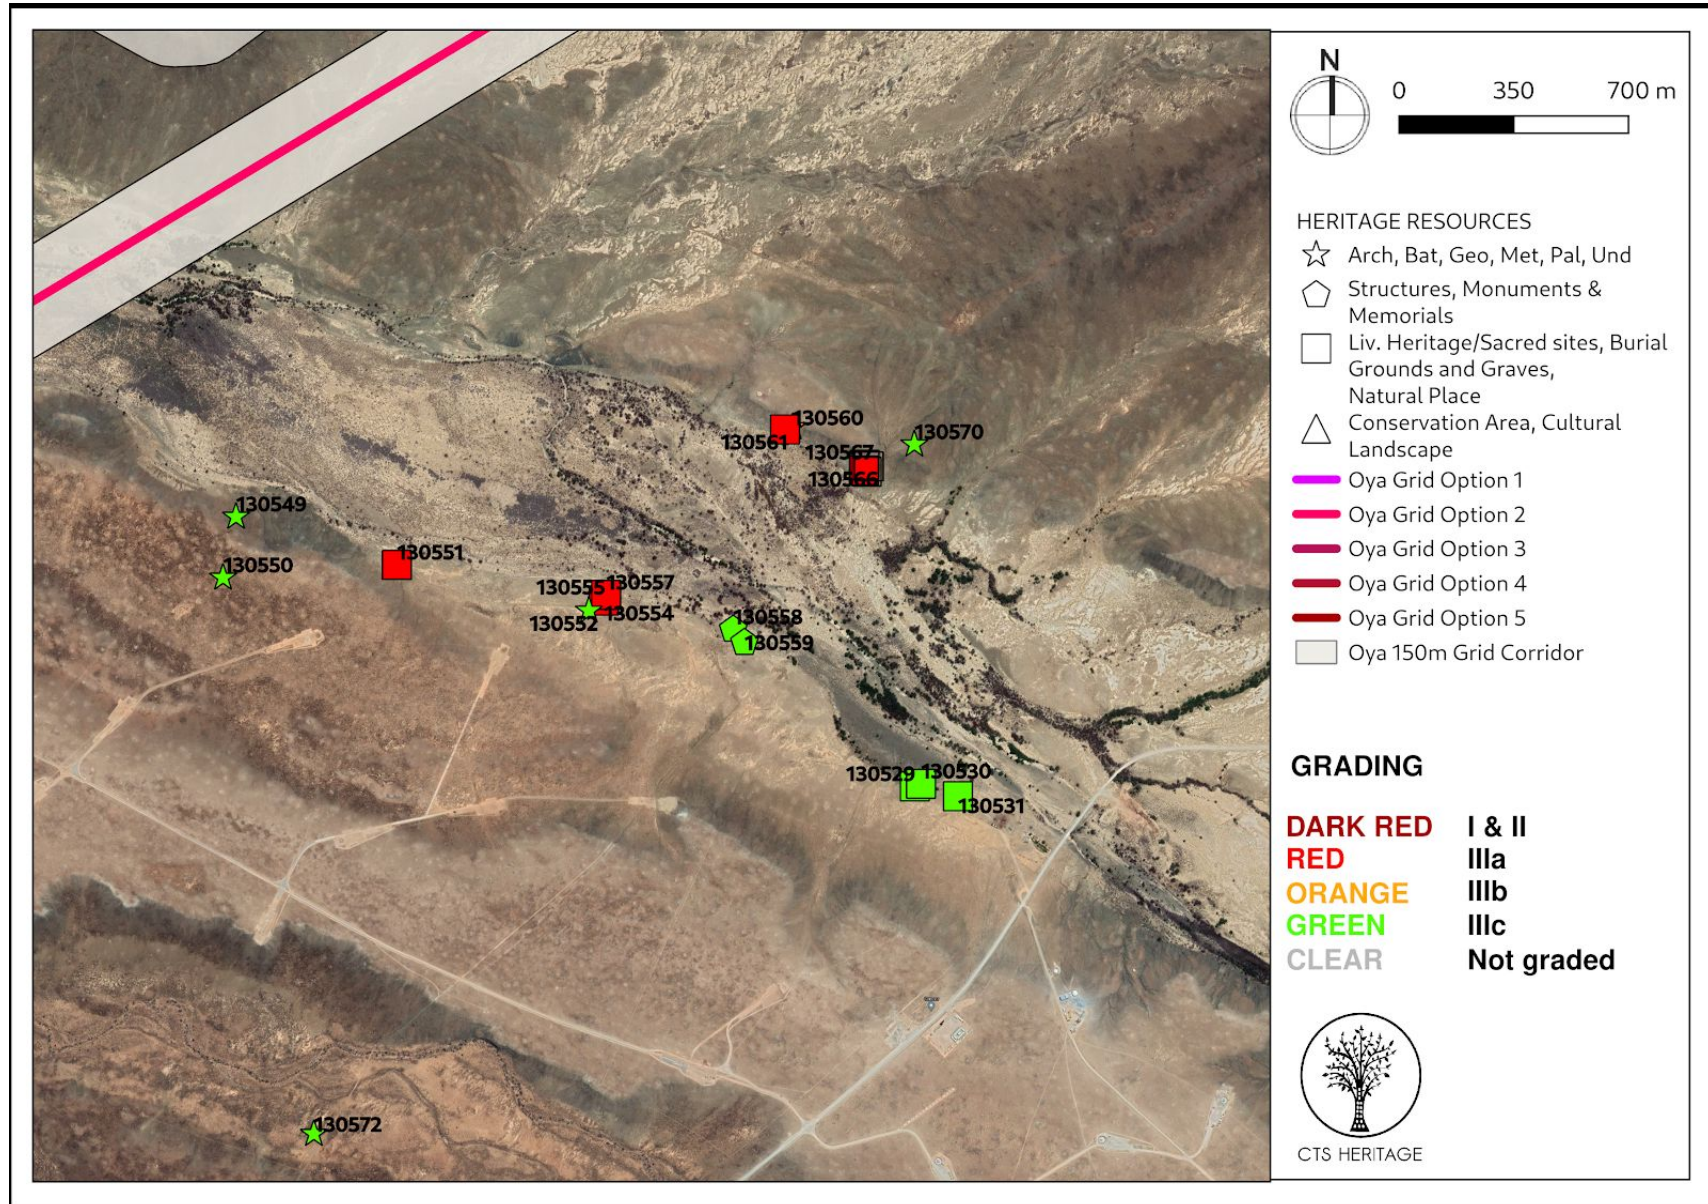 130560
130561
130570
130567
130566
130549
130551
130550
130555
130557
130552
130554
130558
130559
130529
130530
130531
130572
N
0 350 700 m
HERITAGE RESOURCES
Arch, Bat, Geo, Met, Pal, Und
Structures, Monuments &
Memorials
Liv. Heritage/Sacred sites, Burial
Grounds and Graves,
Natural Place
Conservation Area, Cultural
Landscape
Oya Grid Option 1
Oya Grid Option 2
Oya Grid Option 3
Oya Grid Option 4
Oya Grid Option 5
Oya 150m Grid Corridor
GRADING
DARK RED I & II
RED IIIa
ORANGE IIIb
GREEN IIIc
CLEAR Not graded
CTS HERITAGE